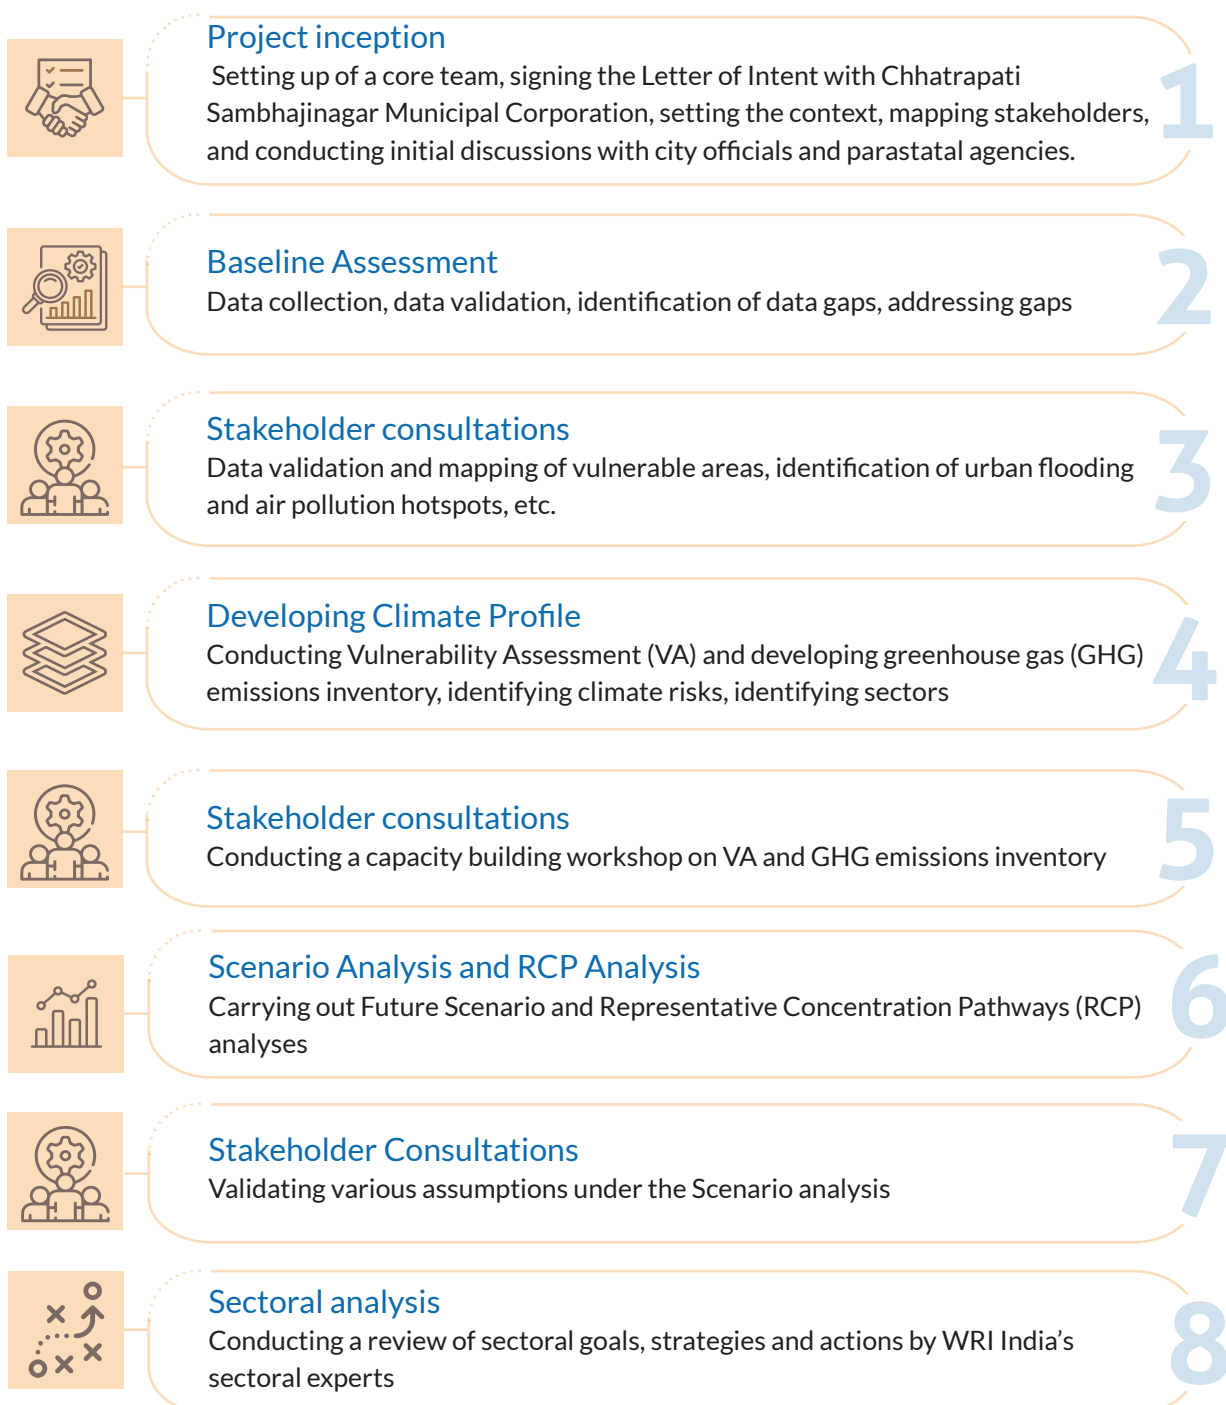 Project inception
Setting up of a core team, signing the Letter of Intent with Chhatrapati
Sambhajinagar Municipal Corporation, setting the context, mapping stakeholders,
and conducting initial discussions with city officials and parastatal agencies.
1
Baseline Assessment
Data collection, data validation, identification of data gaps, addressing gaps
2
Stakeholder consultations
Data validation and mapping of vulnerable areas, identification of urban flooding
and air pollution hotspots, etc.
3
Developing Climate Profile
Conducting Vulnerability Assessment (VA) and developing greenhouse gas (GHG)
emissions inventory, identifying climate risks, identifying sectors
4
Stakeholder consultations
Conducting a capacity building workshop on VA and GHG emissions inventory
5
Scenario Analysis and RCP Analysis
Carrying out Future Scenario and Representative Concentration Pathways (RCP)
analyses
6
Stakeholder Consultations
Validating various assumptions under the Scenario analysis
7
Sectoral analysis
Conducting a review of sectoral goals, strategies and actions by WRI India’s
sectoral experts
8